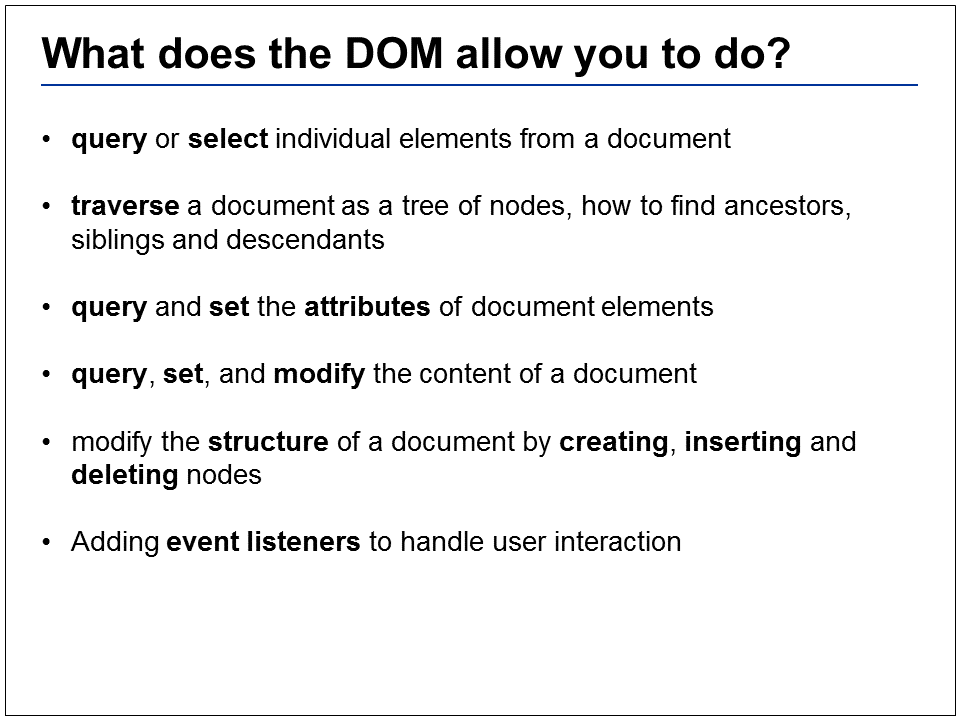 What does the DOM allow you to do?
• query or select individual elements from a document
• traverse a document as a tree of nodes, how to find ancestors,
siblings and descendants
• query and set the attributes of document elements
• query, set, and modify the content of a document
• modify the structure of a document by creating, inserting and
deleting nodes
• Adding event listeners to handle user interaction